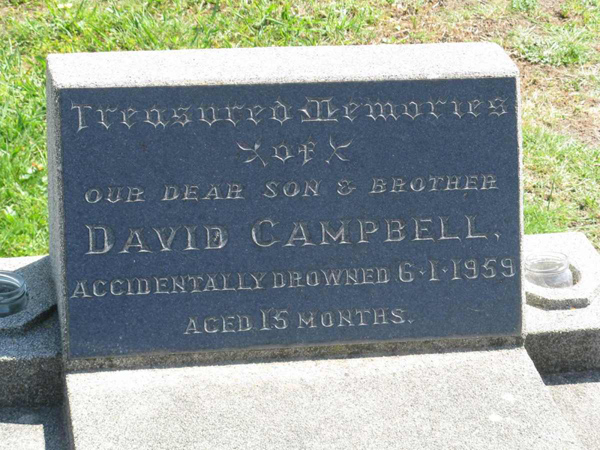 Treasured Memories
of
OUR DEAR SON & BROTHER
DAVID CAMPBELL,
ACCIDENTALLY DROWNED 6·1·1959
AGED 15 MONTHS.